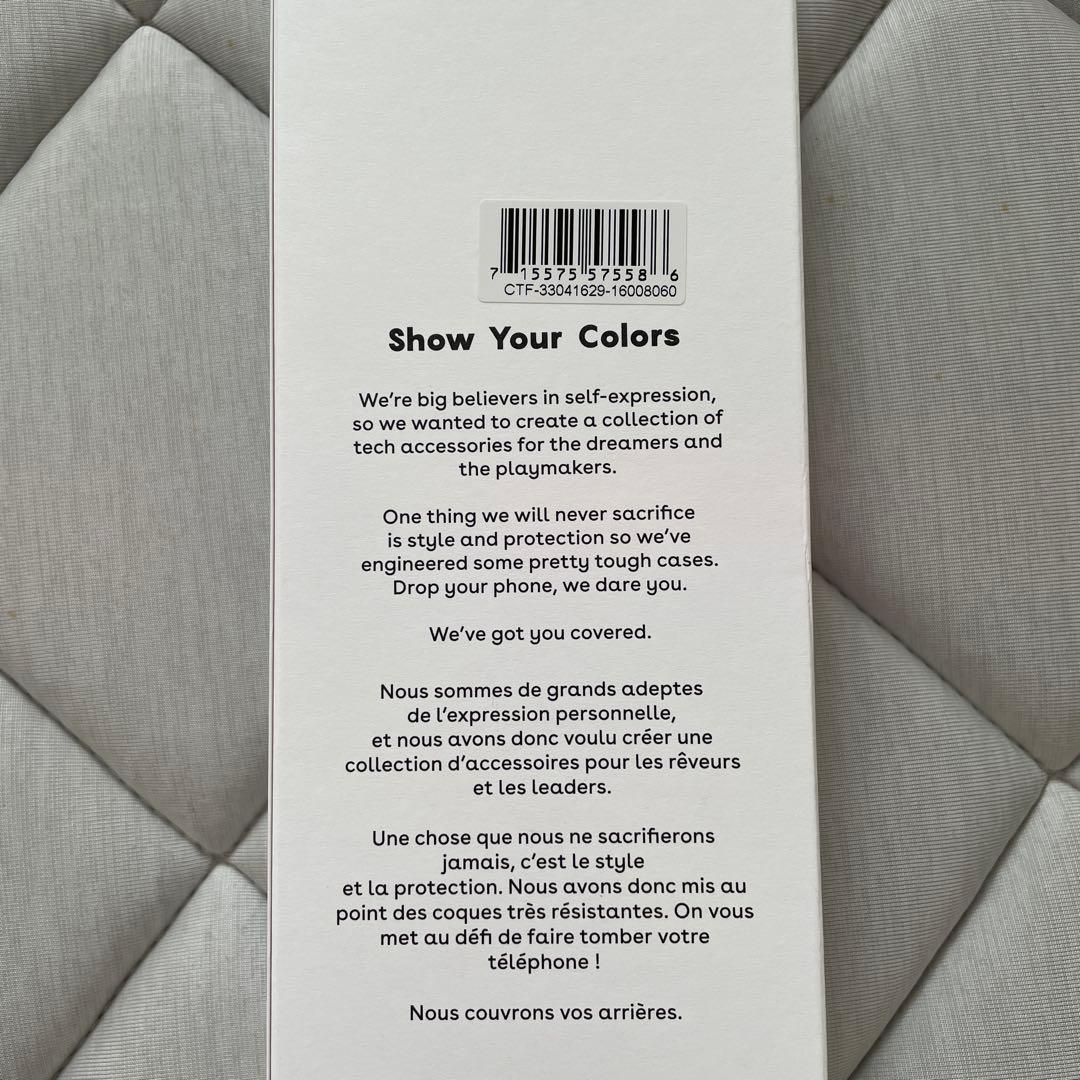 7 15575 57558 6
CTF-33041629-16008060
Show Your Colors
We're big believers in self-expression,
so we wanted to create a collection of
tech accessories for the dreamers and
the playmakers.
One thing we will never sacrifice
is style and protection so we've
engineered some pretty tough cases.
Drop your phone, we dare you.
We've got you covered.
Nous sommes de grands adeptes
de l'expression personnelle,
et nous avons donc voulu créer une
collection d'accessoires pour les rêveurs
et les leaders.
Une chose que nous ne sacrifierons
jamais, c'est le style
et la protection. Nous avons donc mis au
point des coques très résistantes. On vous
met au défi de faire tomber votre
téléphone !
Nous couvrons vos arrières.